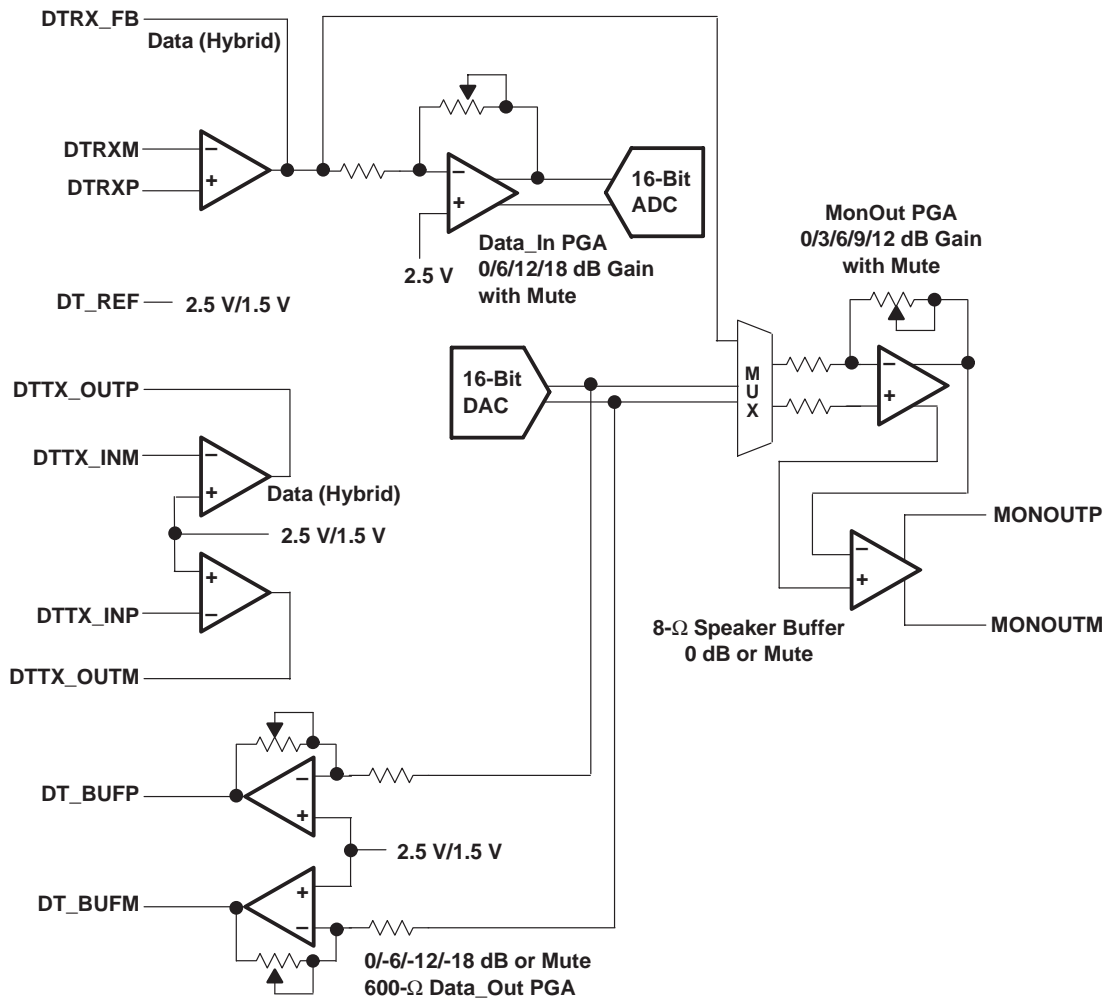 DTRX_FB
Data (Hybrid)
DTRXM
−
DTRXP
+
−
+
2.5 V
16-Bit
ADC
Data_In PGA
0/6/12/18 dB Gain
with Mute
MonOut PGA
0/3/6/9/12 dB Gain
with Mute
DT_REF
2.5 V/1.5 V
16-Bit
DAC
M
U
X
−
+
DTTX_OUTP
DTTX_INM
−
+
Data (Hybrid)
2.5 V/1.5 V
+
−
DTTX_INP
DTTX_OUTM
−
+
MONOUTP
MONOUTM
8-Ω Speaker Buffer
0 dB or Mute
DT_BUFP
−
+
2.5 V/1.5 V
DT_BUFM
+
−
0/-6/-12/-18 dB or Mute
600-Ω Data_Out PGA